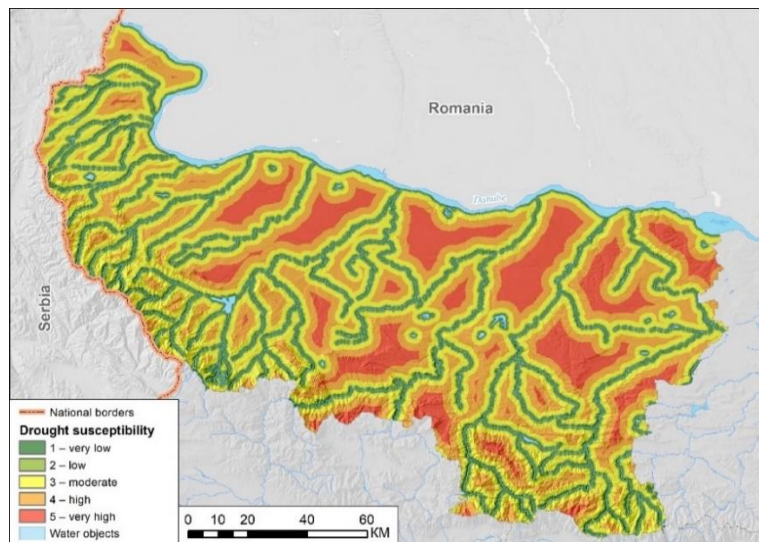 Romania
Danube
Serbia
National borders
Drought susceptibility
1 – very low
2 – low
3 – moderate
4 – high
5 – very high
Water objects
0 10 20 40 60
КМ